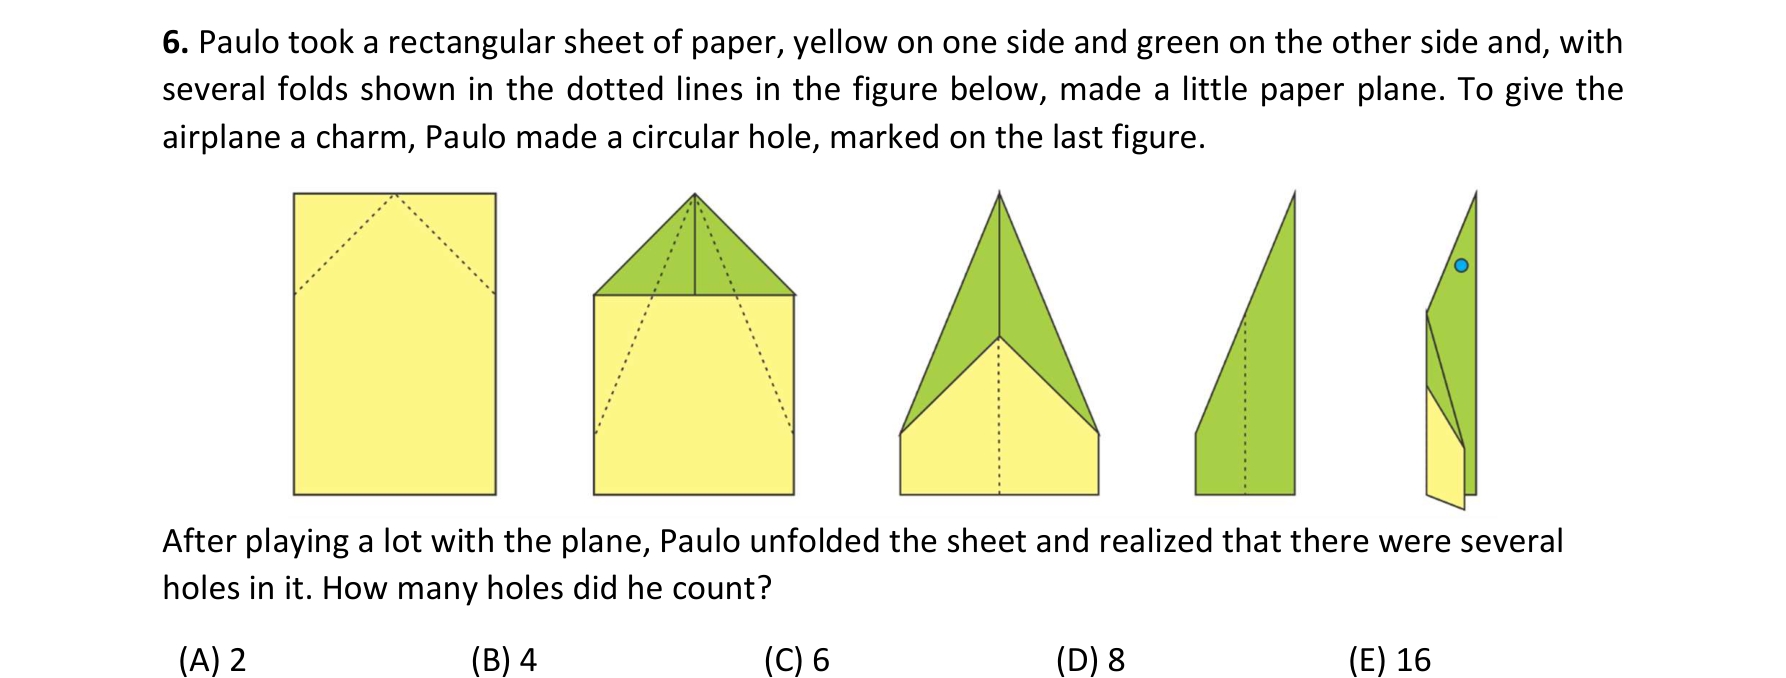 6. Paulo took a rectangular sheet of paper, yellow on one side and green on the other side and, with
several folds shown in the dotted lines in the figure below, made a little paper plane. To give the
airplane a charm, Paulo made a circular hole, marked on the last figure.
After playing a lot with the plane, Paulo unfolded the sheet and realized that there were several
holes in it. How many holes did he count?
(A) 2 (B) 4 (C) 6 (D) 8 (E) 16